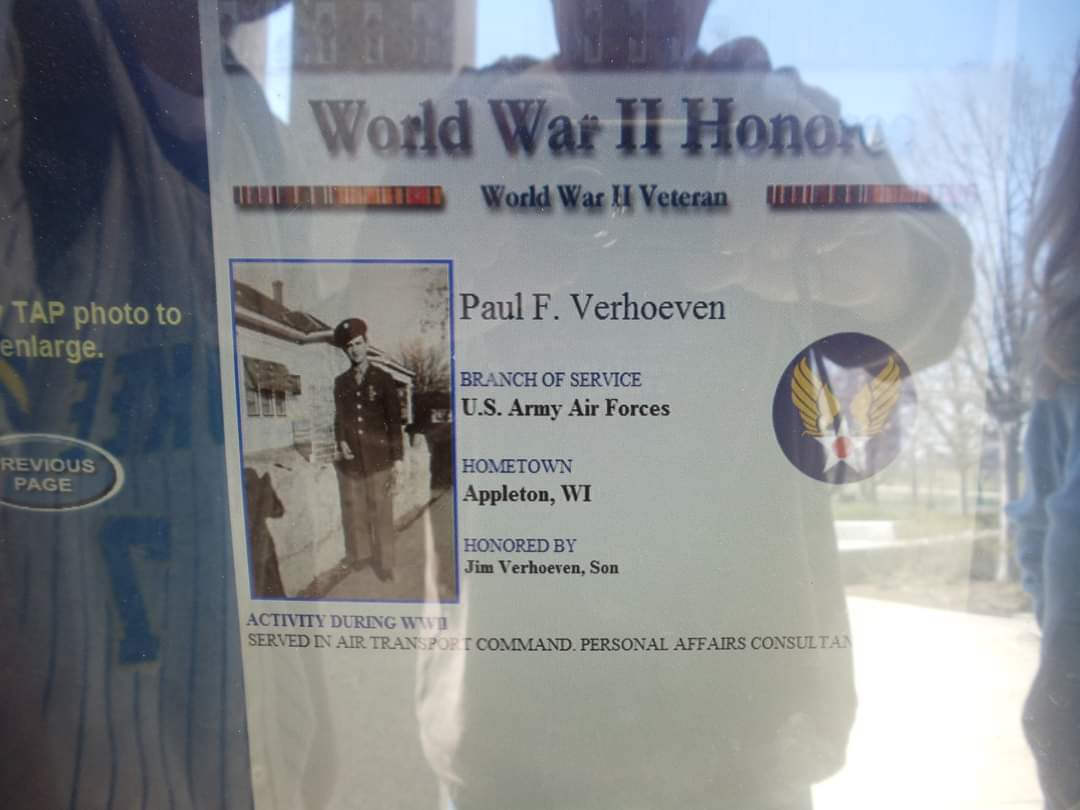 World War II Honoree
World War II Veteran
TAP photo to
enlarge.
REVIOUS
PAGE
Paul F. Verhoeven
BRANCH OF SERVICE
U.S. Army Air Forces
HOMETOWN
Appleton, WI
HONORED BY
Jim Verhoeven, Son
ACTIVITY DURING WWII
SERVED IN AIR TRANSPORT COMMAND. PERSONAL AFFAIRS CONSULTAN
7